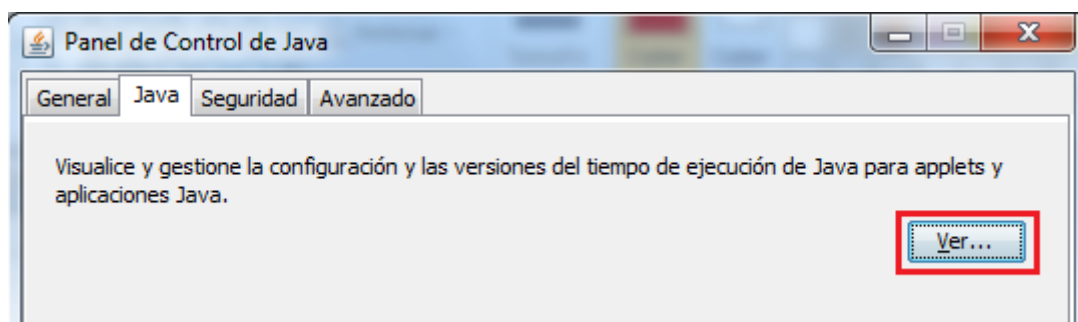 Panel de Control de Java
General Java Seguridad Avanzado
Visualice y gestione la configuración y las versiones del tiempo de ejecución de Java para applets y
aplicaciones Java.
Ver...